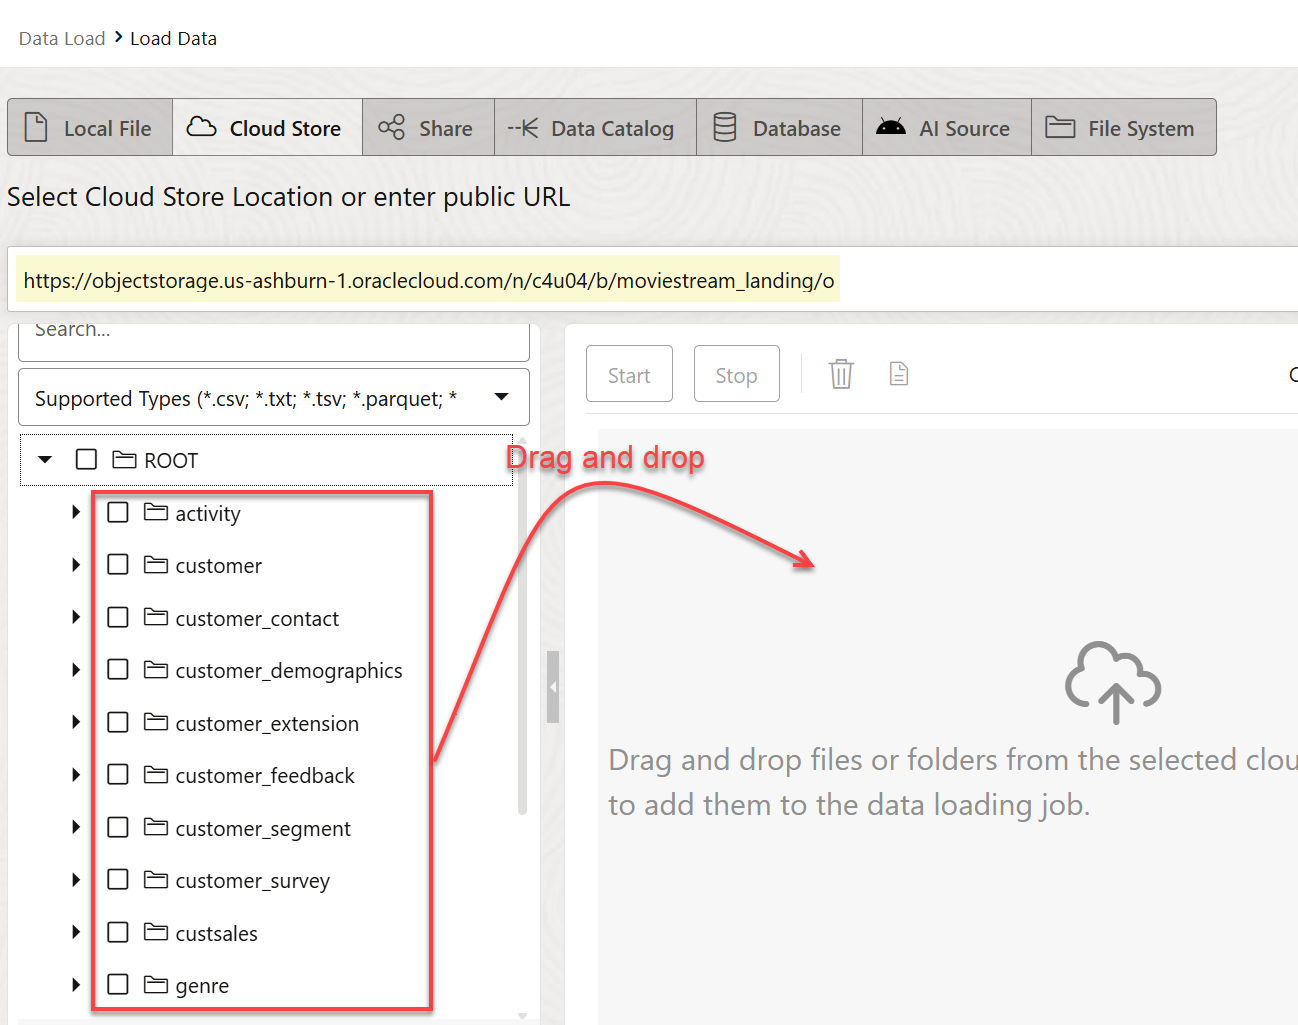 Data Load > Load Data
Local File
Cloud Store
Share
Data Catalog
Database
AI Source
File System
Select Cloud Store Location or enter public URL
https://objectstorage.us-ashburn-1.oraclecloud.com/n/c4u04/b/moviestream_landing/o
Search...
Start
Stop
Supported Types (*.csv; *.txt; *.tsv; *.parquet; *
ROOT
Drag and drop
activity
customer
customer_contact
customer_demographics
customer_extension
customer_feedback
customer_segment
customer_survey
custsales
genre
Drag and drop files or folders from the selected clou
to add them to the data loading job.